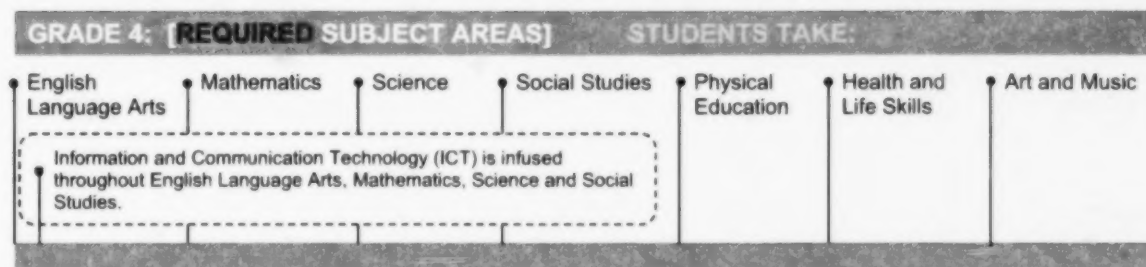 GRADE 4: [REQUIRED SUBJECT AREAS] STUDENTS TAKE:
English
Language Arts
Mathematics
Science
Social Studies
Physical
Education
Health and
Life Skills
Art and Music
Information and Communication Technology (ICT) is infused
throughout English Language Arts, Mathematics, Science and Social
Studies.